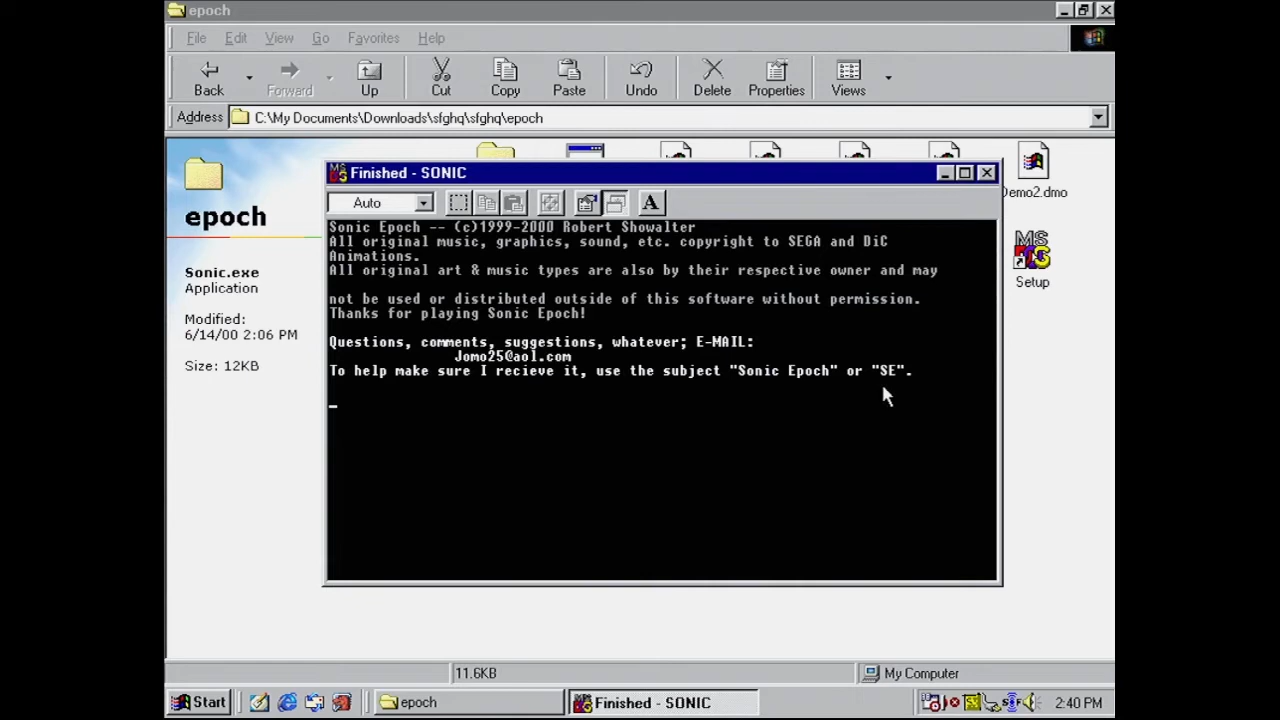 epoch
File Edit View Go Favorites Help
Back Forward Up Cut Copy Paste Undo Delete Properties Views
Address C:\My Documents\Downloads\sfghq\sfghq\epoch
epoch
Sonic.exe
Application
Modified:
6/14/00 2:06 PM
Size: 12KB
Demo2.dmo
Setup
Finished - SONIC
Auto
A
Sonic Epoch -- (c)1999-2000 Robert Showalter
All original music, graphics, sound, etc. copyright to SEGA and DiC
Animations.
All original art & music types are also by their respective owner and may
not be used or distributed outside of this software without permission.
Thanks for playing Sonic Epoch!
Questions, comments, suggestions, whatever; E-MAIL:
Jomo25@aol.com
To help make sure I recieve it, use the subject "Sonic Epoch" or "SE".
11.6KB My Computer
Start epoch Finished - SONIC 2:40 PM